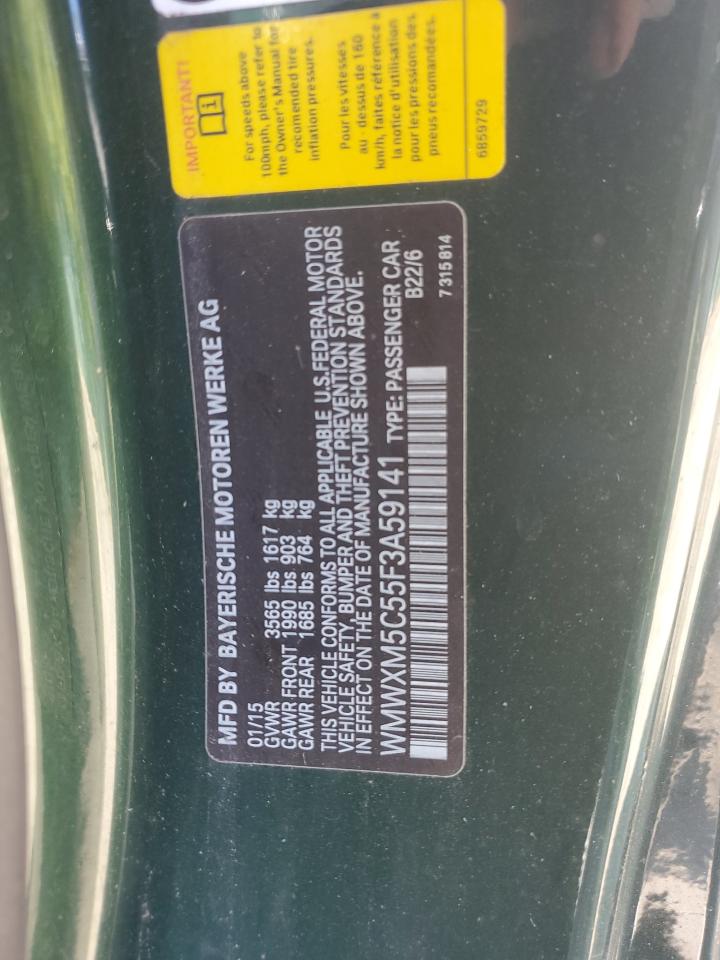 IMPORTANT!
For speeds above
100mph, please refer to
the Owner's Manual for
recomended tire
inflation pressures.
Pour les vitesses
au - dessus de 160
km/h, faites référence à
la notice d'utilisation
pour les pressions des
pneus recomandées.
6859729
MFD BY BAYERISCHE MOTOREN WERKE AG
01/15
GVWR 3565 lbs 1617 kg
GAWR FRONT 1990 lbs 903 kg
GAWR REAR 1685 lbs 764 kg
THIS VEHICLE CONFORMS TO ALL APPLICABLE U.S.FEDERAL MOTOR
VEHICLE SAFETY, BUMPER AND THEFT PREVENTION STANDARDS
IN EFFECT ON THE DATE OF MANUFACTURE SHOWN ABOVE.
WMWXM5C55F3A59141 TYPE: PASSENGER CAR
B22/6
7 315 814